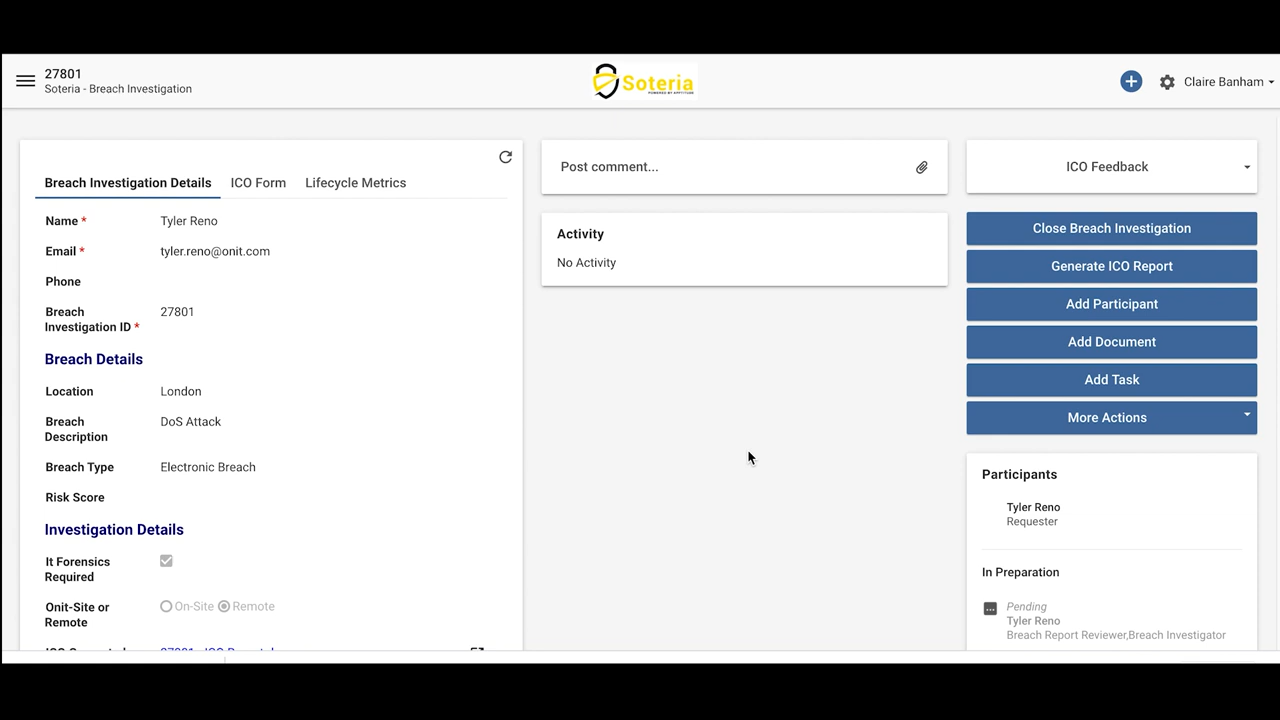 27801
Soteria - Breach Investigation
Soteria
Claire Banham
Breach Investigation Details
ICO Form
Lifecycle Metrics
Name *
Tyler Reno
Email *
tyler.reno@onit.com
Phone
Breach
Investigation ID *
27801
Breach Details
Location
London
Breach
Description
DoS Attack
Breach Type
Electronic Breach
Risk Score
Investigation Details
It Forensics
Required
Onit-Site or
Remote
On-Site
Remote
Post comment...
Activity
No Activity
ICO Feedback
Close Breach Investigation
Generate ICO Report
Add Participant
Add Document
Add Task
More Actions
Participants
Tyler Reno
Requester
In Preparation
Pending
Tyler Reno
Breach Report Reviewer,Breach Investigator